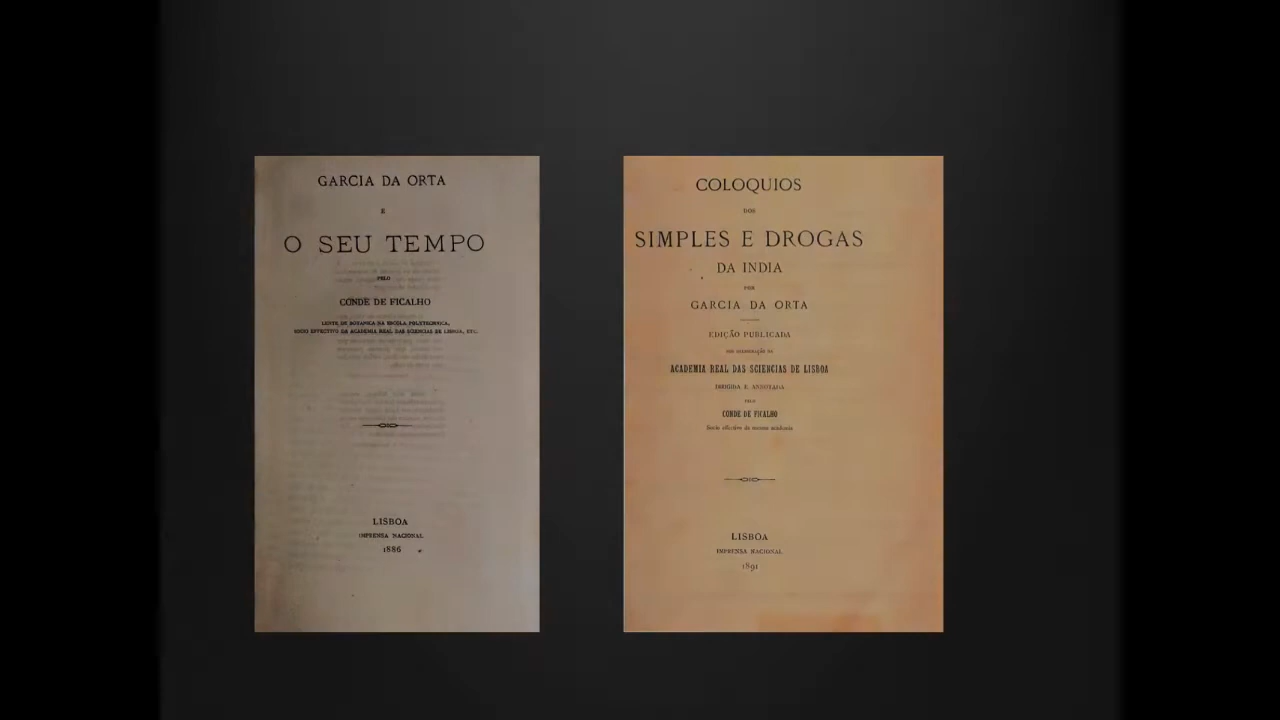 GARCIA DA ORTA
E
O SEU TEMPO
PELO
CONDE DE FICALHO
LENTE DE BOTANICA NA ESCOLA POLYTECHNICA,
SOCIO EFFECTIVO DA ACADEMIA REAL DAS SCIENCIAS DE LISBOA, ETC.
LISBOA
IMPRENSA NACIONAL
1886
COLOQUIOS
DOS
SIMPLES E DROGAS
DA INDIA
POR
GARCIA DA ORTA
EDIÇÃO PUBLICADA
POR DELIBERAÇÃO DA
ACADEMIA REAL DAS SCIENCIAS DE LISBOA
DIRIGIDA E ANNOTADA
PELO
CONDE DE FICALHO
Socio effectivo da mesma academia
LISBOA
IMPRENSA NACIONAL
1891